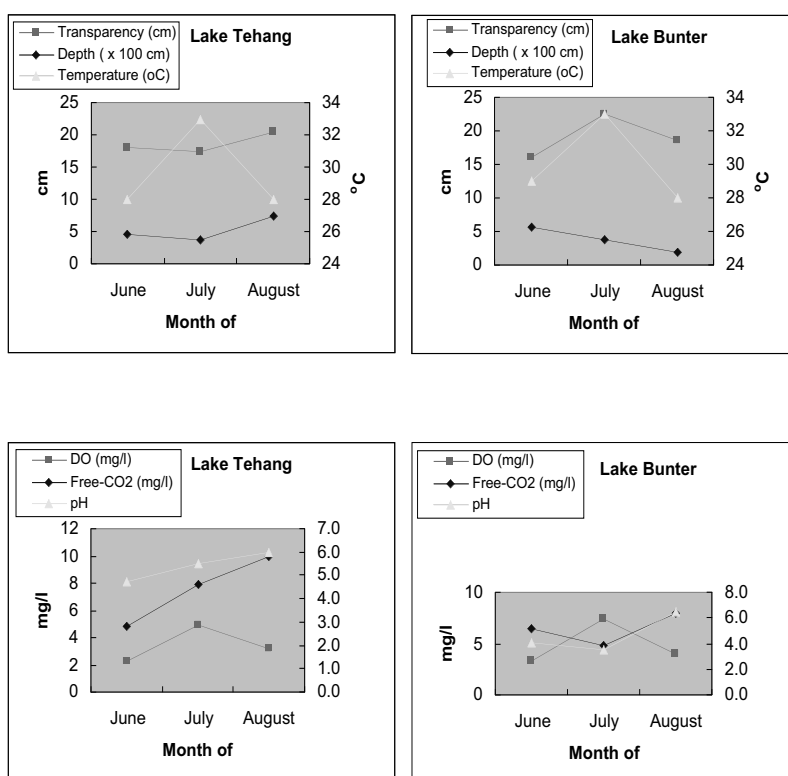 Transparency (cm)
Depth ( x 100 cm)
Temperature (oC)
Lake Tehang
25
20
15
10
5
0
cm
34
32
30
28
26
24
°C
June July August
Month of
Transparency (cm)
Depth ( x 100 cm)
Temperature (oC)
Lake Bunter
25
20
15
10
5
0
cm
34
32
30
28
26
24
°C
June July August
Month of
DO (mg/l)
Free-CO2 (mg/l)
pH
Lake Tehang
12
10
8
6
4
2
0
mg/l
7.0
6.0
5.0
4.0
3.0
2.0
1.0
0.0
June July August
Month of
DO (mg/l)
Free-CO2 (mg/l)
pH
Lake Bunter
10
5
0
mg/l
8.0
6.0
4.0
2.0
0.0
June July August
Month of